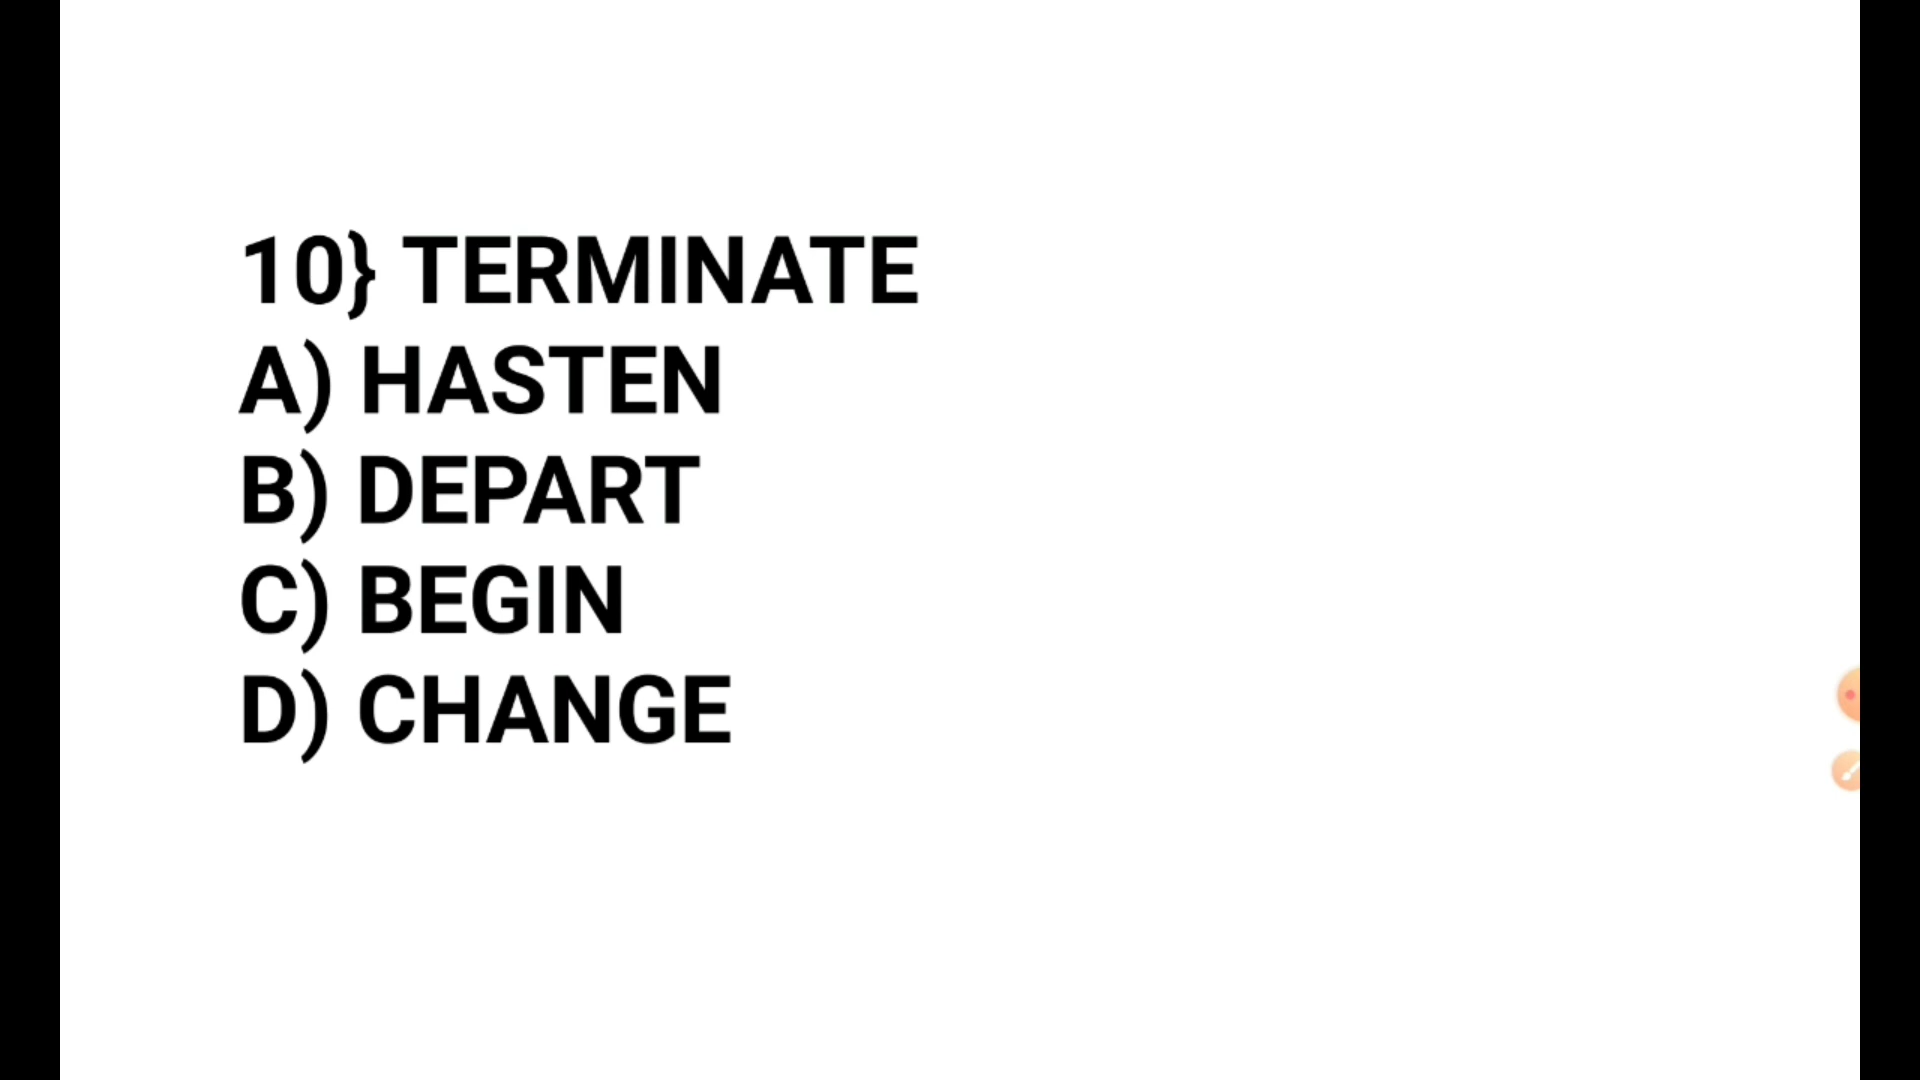 10} TERMINATE
A) HASTEN
B) DEPART
C) BEGIN
D) CHANGE